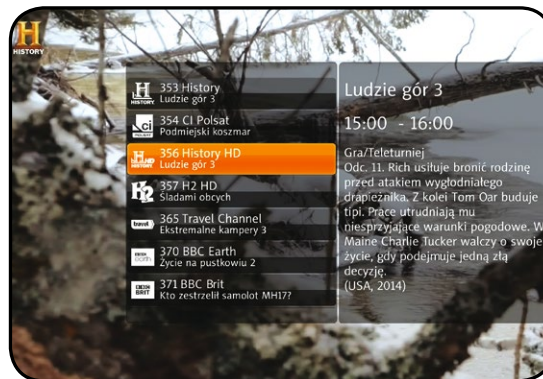 H
HISTORY
353 History
Ludzie gór 3
354 CI Polsat
Podmiejski koszmar
356 History HD
Ludzie gór 3
357 H2 HD
Śladami obcych
365 Travel Channel
Ekstremalne kampery 3
370 BBC Earth
Życie na pustkowiu 2
371 BBC Brit
Kto zestrzelił samolot MH17?
Ludzie gór 3
15:00 - 16:00
Gra/Teleturniej
Odc. 11. Rich usiłuje bronić rodzinę
przed atakiem wygłodniałego
drapieżnika. Z kolei Tom Oar buduje
tipi. Prace utrudniają mu
niesprzyjające warunki pogodowe. W
Maine Charlie Tucker walczy o swoje
życie, gdy podejmuje jedną złą
decyzję.
(USA, 2014)